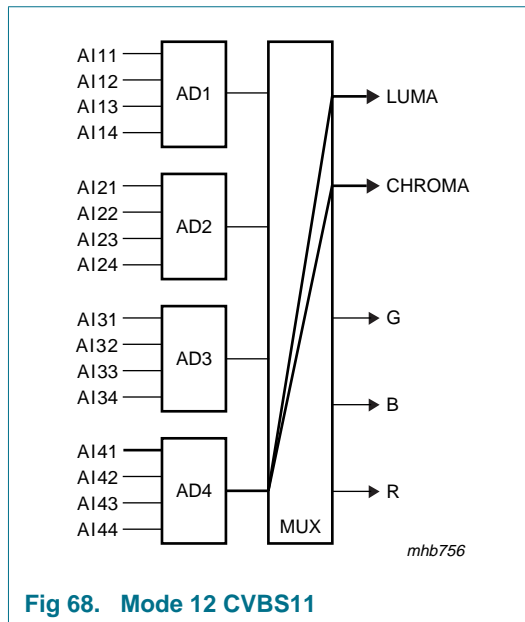 AI11
AI12
AI13
AI14
AD1
AI21
AI22
AI23
AI24
AD2
AI31
AI32
AI33
AI34
AD3
AI41
AI42
AI43
AI44
AD4
MUX
LUMA
CHROMA
G
B
R
mhb756
Fig 68. Mode 12 CVBS11